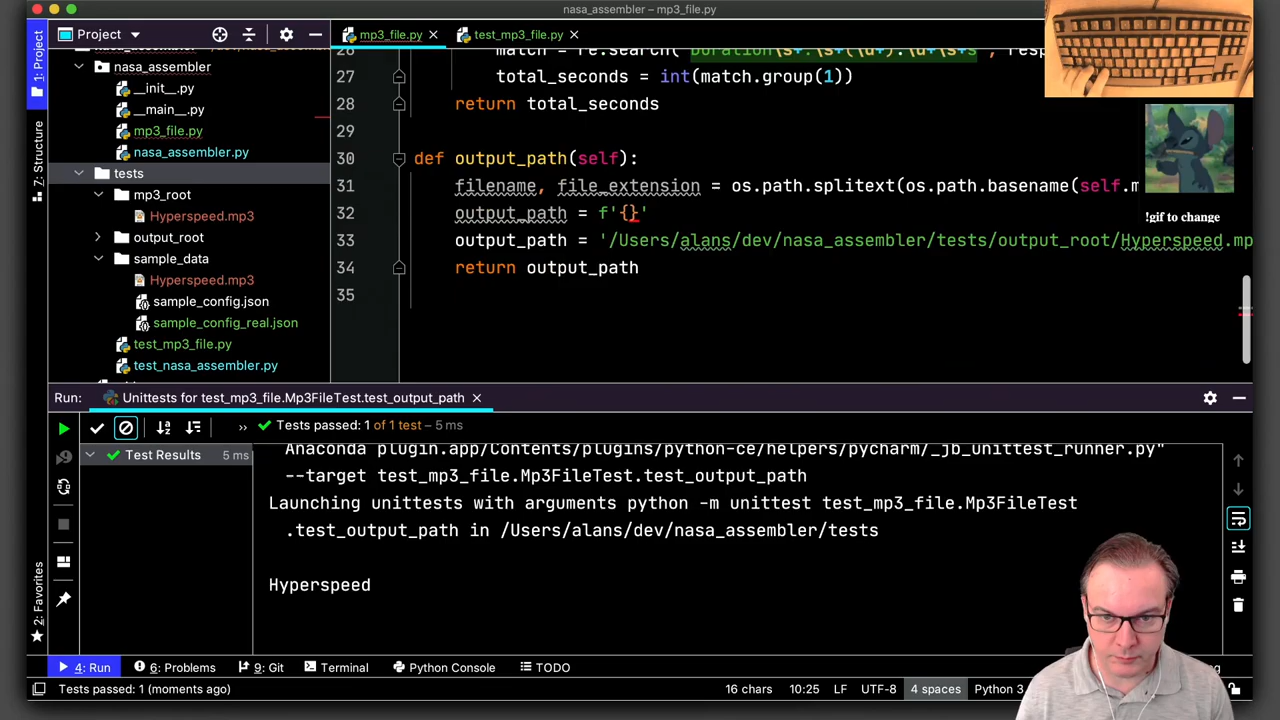 nasa_assembler – mp3_file.py
1: Project
Project
mp3_file.py
test_mp3_file.py
nasa_assembler
__init__.py
__main__.py
mp3_file.py
nasa_assembler.py
tests
mp3_root
Hyperspeed.mp3
output_root
sample_data
Hyperspeed.mp3
sample_config.json
sample_config_real.json
test_mp3_file.py
test_nasa_assembler.py
7: Structure
27 total_seconds = int(match.group(1))
28 return total_seconds
29
30 def output_path(self):
31 filename, file_extension = os.path.splitext(os.path.basename(self.m
32 output_path = f'{}'
33 output_path = '/Users/alans/dev/nasa_assembler/tests/output_root/Hyperspeed.mp
34 return output_path
35
!gif to change
Run: Unittests for test_mp3_file.Mp3FileTest.test_output_path
» Tests passed: 1 of 1 test – 5 ms
Test Results 5 ms
Anaconda plugin.app/Contents/plugins/python-ce/helpers/pycharm/_jb_unittest_runner.py"
--target test_mp3_file.Mp3FileTest.test_output_path
Launching unittests with arguments python -m unittest test_mp3_file.Mp3FileTest
.test_output_path in /Users/alans/dev/nasa_assembler/tests
Hyperspeed
2: Favorites
4: Run 6: Problems 9: Git Terminal Python Console TODO
Tests passed: 1 (moments ago) 16 chars 10:25 LF UTF-8 4 spaces Python 3